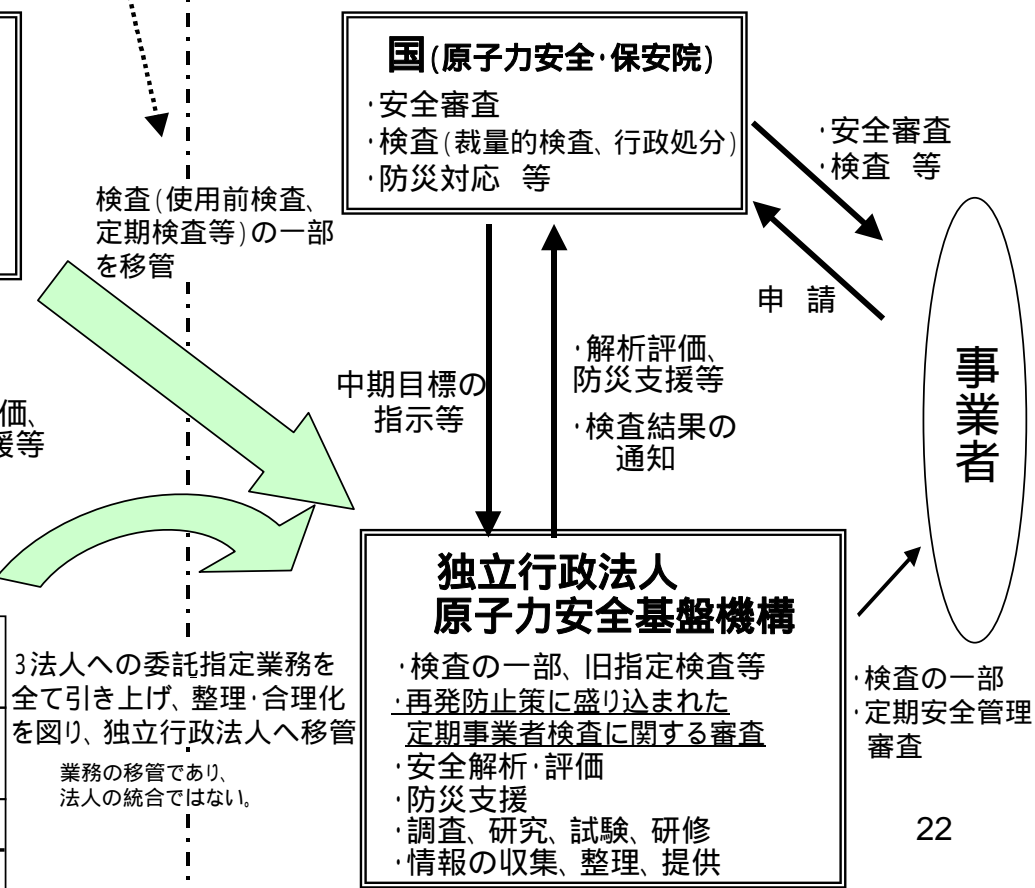 国(原子力安全・保安院)
・安全審査
・検査(裁量的検査、行政処分)
・防災対応 等
・安全審査
・検査 等
検査(使用前検査、
定期検査等)の一部
を移管
申 請
事業者
中期目標の
指示等
・解析評価、
防災支援等
・検査結果の
通知
価、
援等
独立行政法人
原子力安全基盤機構
・検査の一部、旧指定検査等
・再発防止策に盛り込まれた
定期事業者検査に関する審査
・安全解析・評価
・防災支援
・調査、研究、試験、研修
・情報の収集、整理、提供
3法人への委託指定業務を
全て引き上げ、整理・合理化
を図り、独立行政法人へ移管
業務の移管であり、
法人の統合ではない。
・検査の一部
・定期安全管理
審査
22